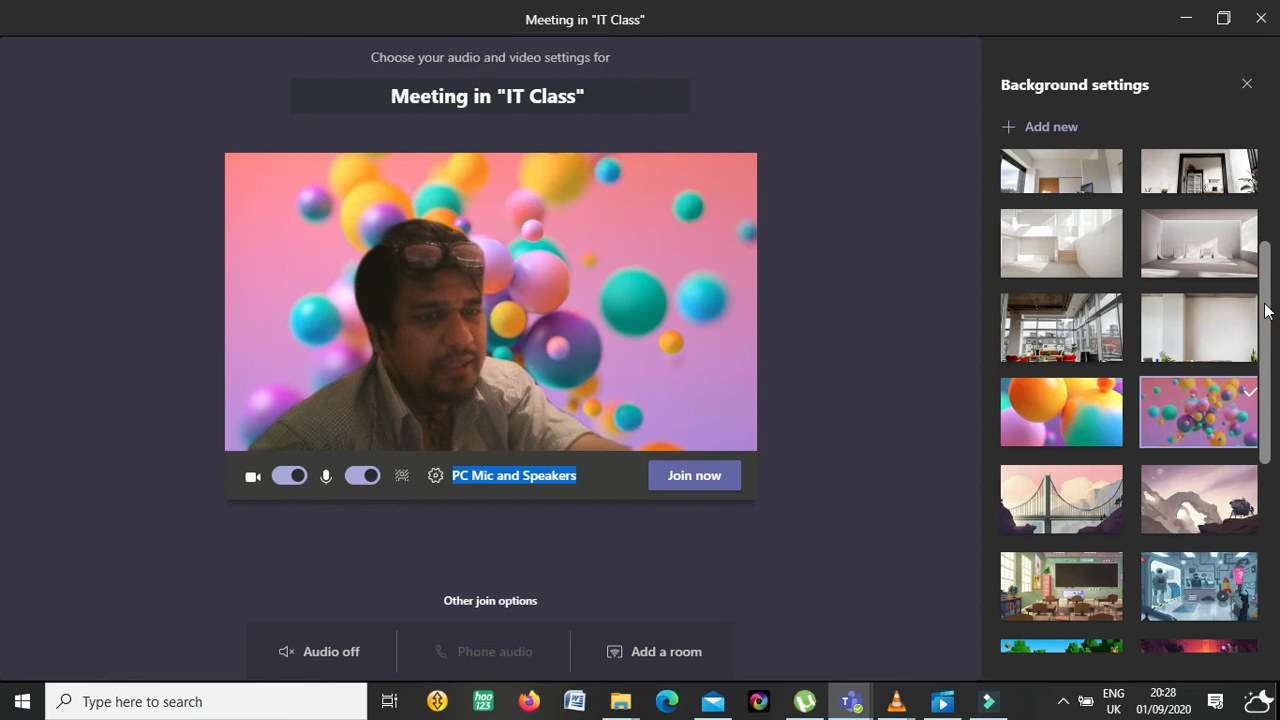 Meeting in "IT Class"
Choose your audio and video settings for
Meeting in "IT Class"
Background settings
Add new
PC Mic and Speakers
Join now
Other join options
Audio off
Phone audio
Add a room
Type here to search
hao
123
ENG
UK
20:28
01/09/2020